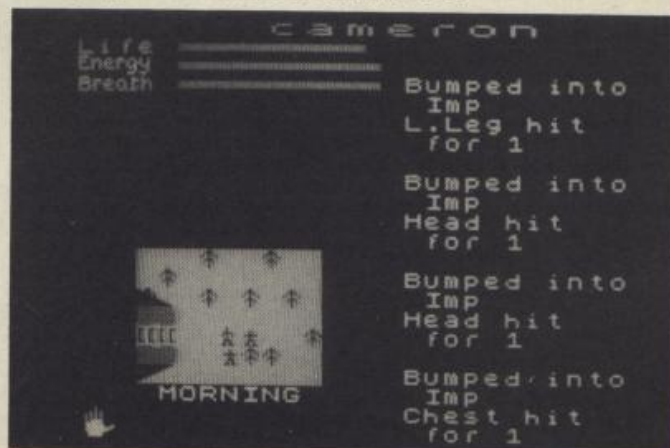 cameron
Life
Energy
Breath
Bumped into
Imp
L.Leg hit
for 1
Bumped into
Imp
Head hit
for 1
Bumped into
Imp
Head hit
for 1
Bumped into
Imp
Chest hit
for 1
MORNING